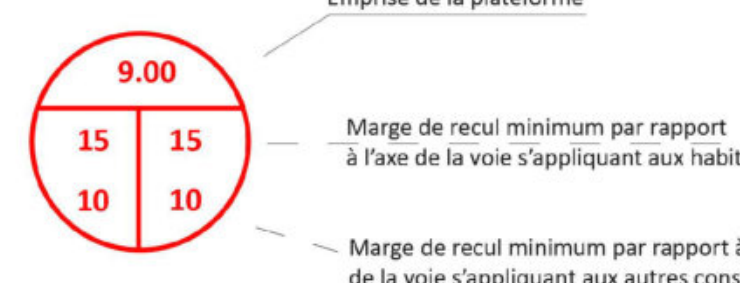 Emprise de la plateforme
9.00
15 15
10 10
Marge de recul minimum par rapport
à l'axe de la voie s'appliquant aux habit
Marge de recul minimum par rapport à
de la voie s'appliquant aux autres cons